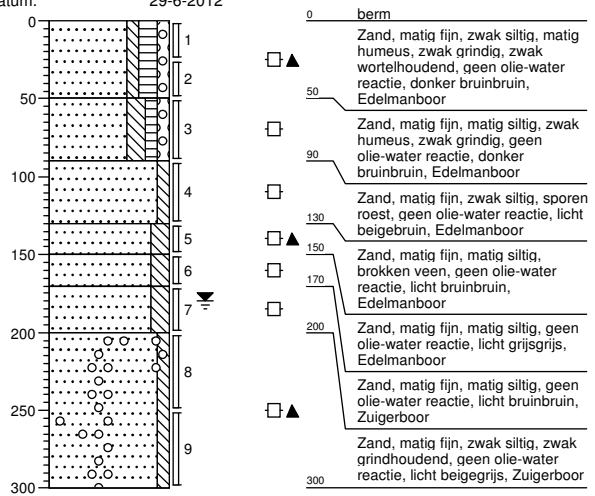 29-6-2012
0
50
100
150
200
250
300
1
2
3
4
5
6
7
8
9
0 berm
Zand, matig fijn, zwak siltig, matig
humeus, zwak grindig, zwak
wortelhoudend, geen olie-water
reactie, donker bruinbruin,
Edelmanboor
50
Zand, matig fijn, matig siltig, zwak
humeus, zwak grindig, geen
olie-water reactie, donker
bruinbruin, Edelmanboor
90
Zand, matig fijn, zwak siltig, sporen
roest, geen olie-water reactie, licht
beigebruin, Edelmanboor
130
Zand, matig fijn, matig siltig,
brokken veen, geen olie-water
reactie, licht bruinbruin,
Edelmanboor
150
Zand, matig fijn, matig siltig, geen
olie-water reactie, licht grijsgrijs,
Edelmanboor
170
Zand, matig fijn, matig siltig, geen
olie-water reactie, licht bruinbruin,
Zuigerboor
200
Zand, matig fijn, zwak siltig, zwak
grindhoudend, geen olie-water
reactie, licht beigegrijs, Zuigerboor
300